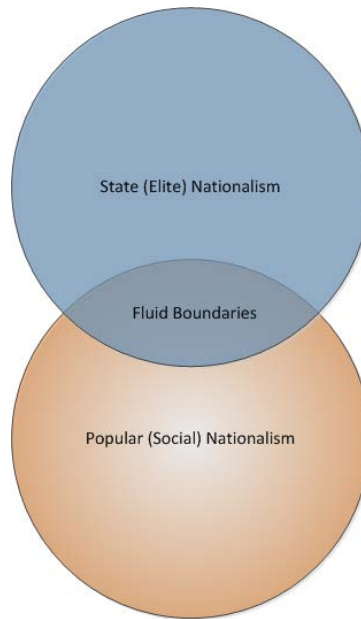 State (Elite) Nationalism
Fluid Boundaries
Popular (Social) Nationalism